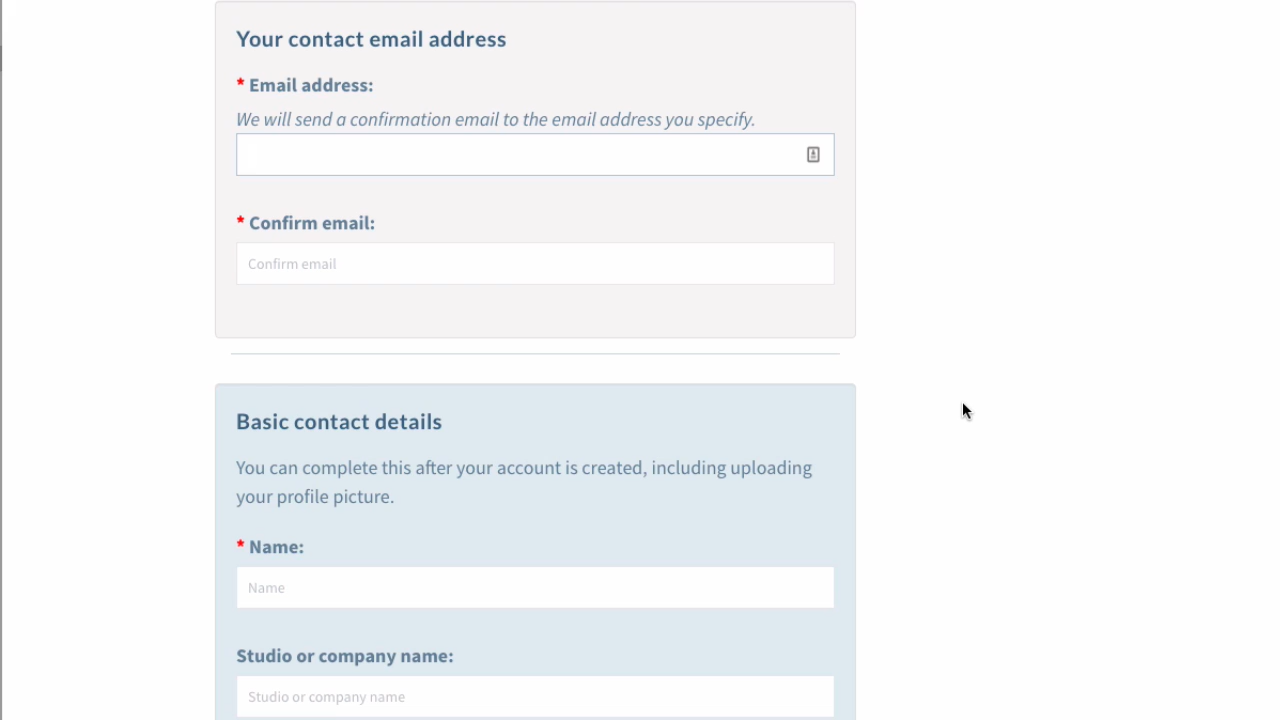 Your contact email address
* Email address:
We will send a confirmation email to the email address you specify.
* Confirm email:
Confirm email
Basic contact details
You can complete this after your account is created, including uploading
your profile picture.
* Name:
Name
Studio or company name:
Studio or company name